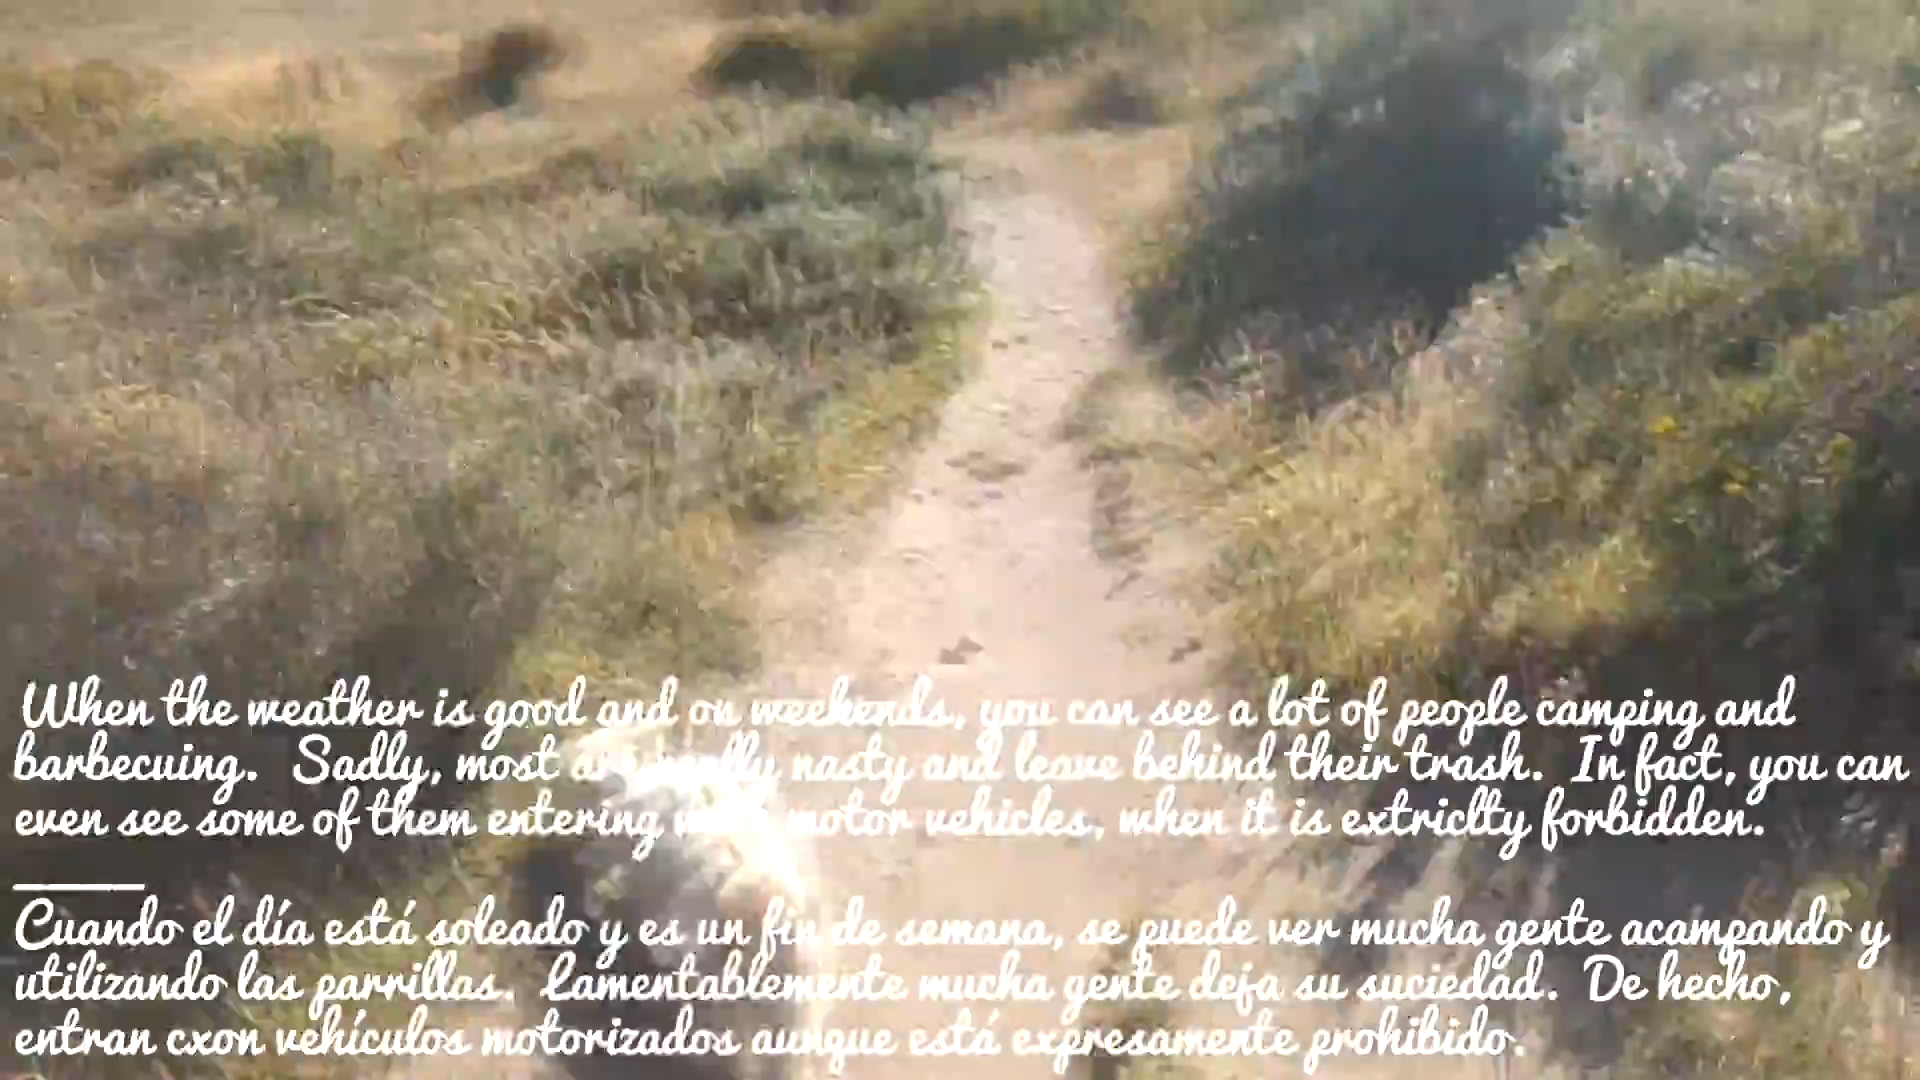 When the weather is good and on weekends, you can see a lot of people camping and
barbecuing. Sadly, most are really nasty and leave behind their trash. In fact, you can
even see some of them entering with motor vehicles, when it is extriclty forbidden.
Cuando el día está soleado y es un fin de semana, se puede ver mucha gente acampando y
utilizando las parrillas. Lamentablemente mucha gente deja su suciedad. De hecho,
entran cxon vehículos motorizados aunque está expresamente prohibido.